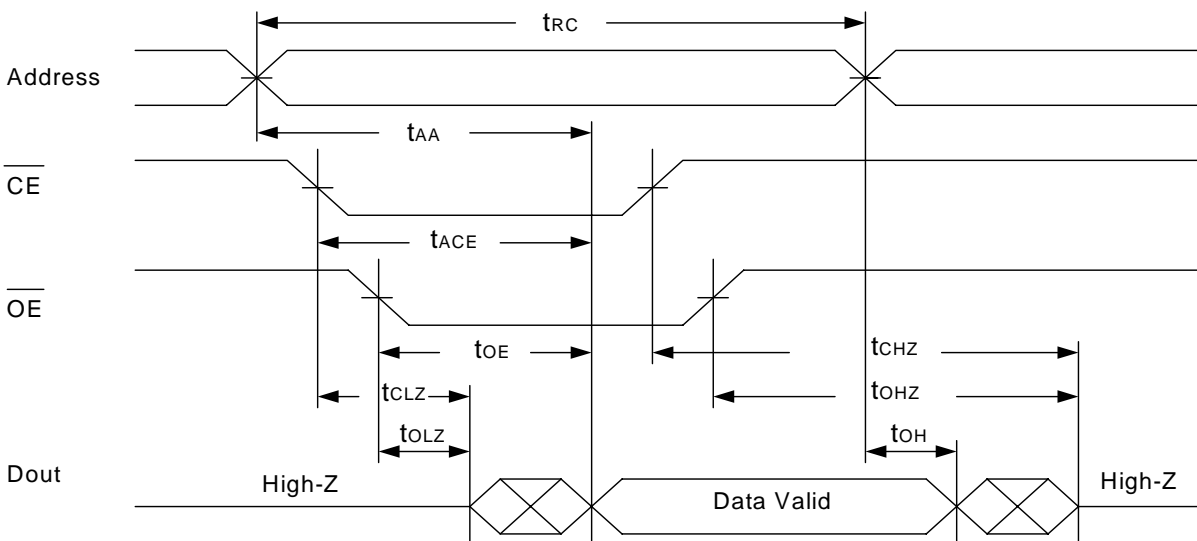 tRC
Address
tAA
CE
tACE
OE
tOE
tCHZ
tCLZ
tOHZ
tOLZ
tOH
Dout
High-Z
Data Valid
High-Z